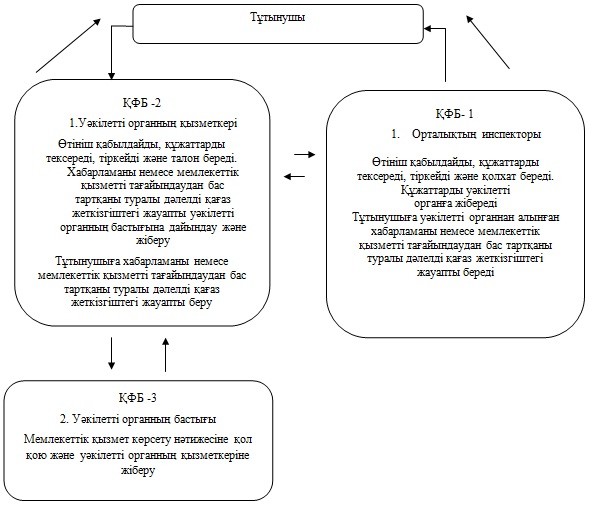 Тұтынушы
ҚФБ -2
1.Уәкілетті органның қызметкері
Өтініш қабылдайды, құжаттарды
тексереді, тіркейді және талон береді.
Хабарламаны немесе мемлекеттік
қызметті тағайындаудан бас
тартқаны туралы дәлелді қағаз
жеткізгіштегі жауапты уәкілетті
органның бастығына дайындау және
жіберу
Тұтынушыға хабарламаны немесе
мемлекеттік қызметті тағайындаудан бас
тартқаны туралы дәлелді қағаз
жеткізгіштегі жауапты беру
ҚФБ- 1
1. Орталықтың инспекторы
Өтініш қабылдайды, құжаттарды
тексереді, тіркейді және қолхат береді.
Құжаттарды уәкілетті
органға жібереді
Тұтынушыға уәкілетті органнан алынған
хабарламаны немесе мемлекеттік
қызметті тағайындаудан бас тартқаны
туралы дәлелді қағаз жеткізгіштегі
жауапты береді
ҚФБ -3
2. Уәкілетті органның бастығы
Мемлекеттік қызмет көрсету нәтижесіне қол
қою және уәкілетті органның қызметкеріне
жіберу